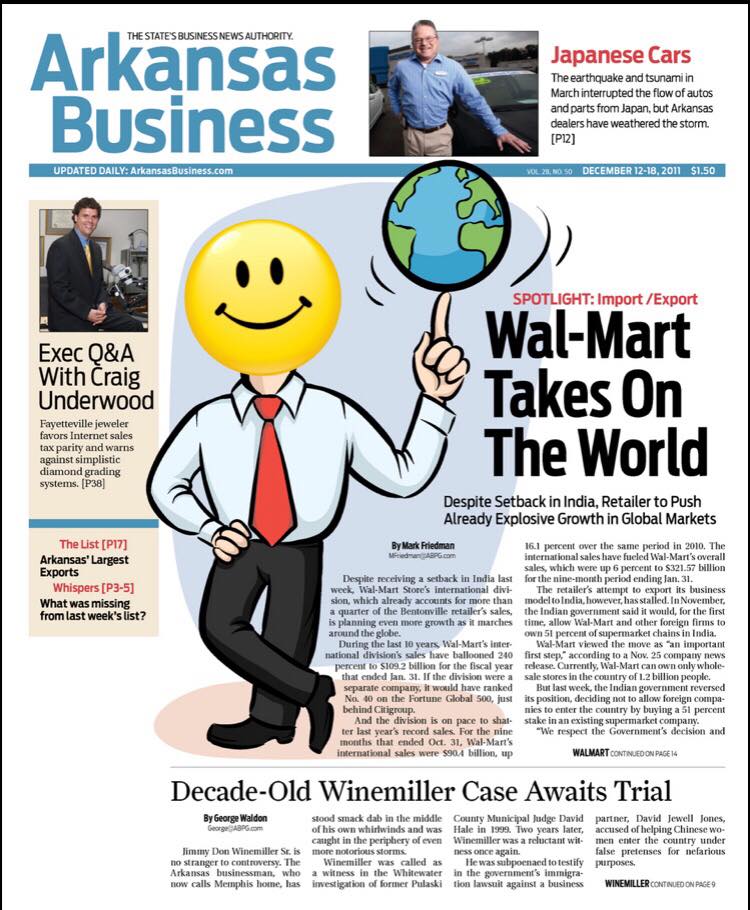 THE STATE'S BUSINESS NEWS AUTHORITY.
Arkansas
Business
Japanese Cars
The earthquake and tsunami in
March interrupted the flow of autos
and parts from Japan, but Arkansas
dealers have weathered the storm.
[P12]
UPDATED DAILY: ArkansasBusiness.com
VOL. 28, NO. 50 DECEMBER 12-18, 2011 $1.50
Exec Q&A
With Craig
Underwood
Fayetteville jeweler
favors Internet sales
tax parity and warns
against simplistic
diamond grading
systems. [P38]
The List [P17]
Arkansas' Largest
Exports
Whispers [P3-5]
What was missing
from last week's list?
SPOTLIGHT: Import /Export
Wal-Mart
Takes On
The World
Despite Setback in India, Retailer to Push
Already Explosive Growth in Global Markets
By Mark Friedman
MFriedman@ABPG.com
Despite receiving a setback in India last
week, Wal-Mart Store's international divi-
sion, which already accounts for more than
a quarter of the Bentonville retailer's sales,
is planning even more growth as it marches
around the globe.
During the last 10 years, Wal-Mart's inter-
national division's sales have ballooned 240
percent to $109.2 billion for the fiscal year
that ended Jan. 31. If the division were a
separate company, it would have ranked
No. 40 on the Fortune Global 500, just
behind Citigroup.
And the division is on pace to shat-
ter last year's record sales. For the nine
months that ended Oct. 31, Wal-Mart's
international sales were $90.4 billion, up
16.1 percent over the same period in 2010. The
international sales have fueled Wal-Mart's overall
sales, which were up 6 percent to $321.57 billion
for the nine-month period ending Jan. 31.
The retailer's attempt to export its business
model to India, however, has stalled. In November,
the Indian government said it would, for the first
time, allow Wal-Mart and other foreign firms to
own 51 percent of supermarket chains in India.
Wal-Mart viewed the move as "an important
first step," according to a Nov. 25 company news
release. Currently, Wal-Mart can own only whole-
sale stores in the country of 1.2 billion people.
But last week, the Indian government reversed
its position, deciding not to allow foreign compa-
nies to enter the country by buying a 51 percent
stake in an existing supermarket company.
"We respect the Government's decision and
WALMART CONTINUED ON PAGE 14
Decade-Old Winemiller Case Awaits Trial
By George Waldon
George@ABPG.com
Jimmy Don Winemiller Sr. is
no stranger to controversy. The
Arkansas businessman, who
now calls Memphis home, has
stood smack dab in the middle
of his own whirlwinds and was
caught in the periphery of even
more notorious storms.
Winemiller was called as
a witness in the Whitewater
investigation of former Pulaski
County Municipal Judge David
Hale in 1999. Two years later,
Winemiller was a reluctant wit-
ness once again.
He was subpoenaed to testify
in the government's immigra-
tion lawsuit against a business
partner, David Jewell Jones,
accused of helping Chinese wo-
men enter the country under
false pretenses for nefarious
purposes.
WINEMILLER CONTINUED ON PAGE 9